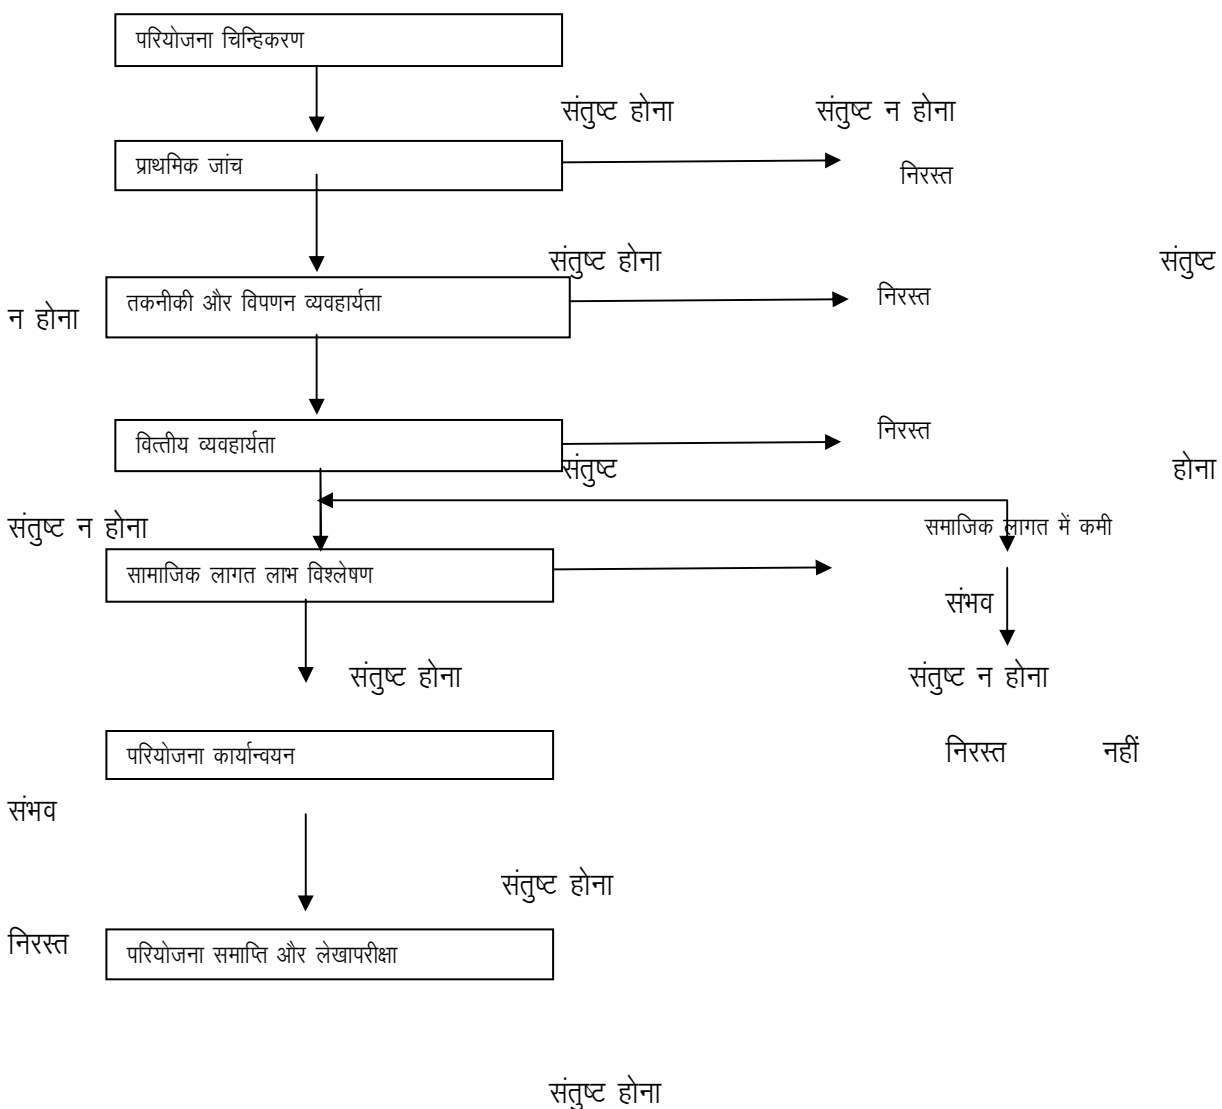 परियोजना चिन्हिकरण
संतुष्ट होना संतुष्ट न होना
प्राथमिक जांच
निरस्त
संतुष्ट होना संतुष्ट
न होना
तकनीकी और विपणन व्यवहार्यता
निरस्त
वित्तीय व्यवहार्यता
निरस्त
संतुष्ट होना
संतुष्ट न होना
समाजिक लागत में कमी
सामाजिक लागत लाभ विश्लेषण
संभव
संतुष्ट होना संतुष्ट न होना
परियोजना कार्यान्वयन
निरस्त नहीं
संभव
संतुष्ट होना
निरस्त
परियोजना समाप्ति और लेखापरीक्षा
संतुष्ट होना